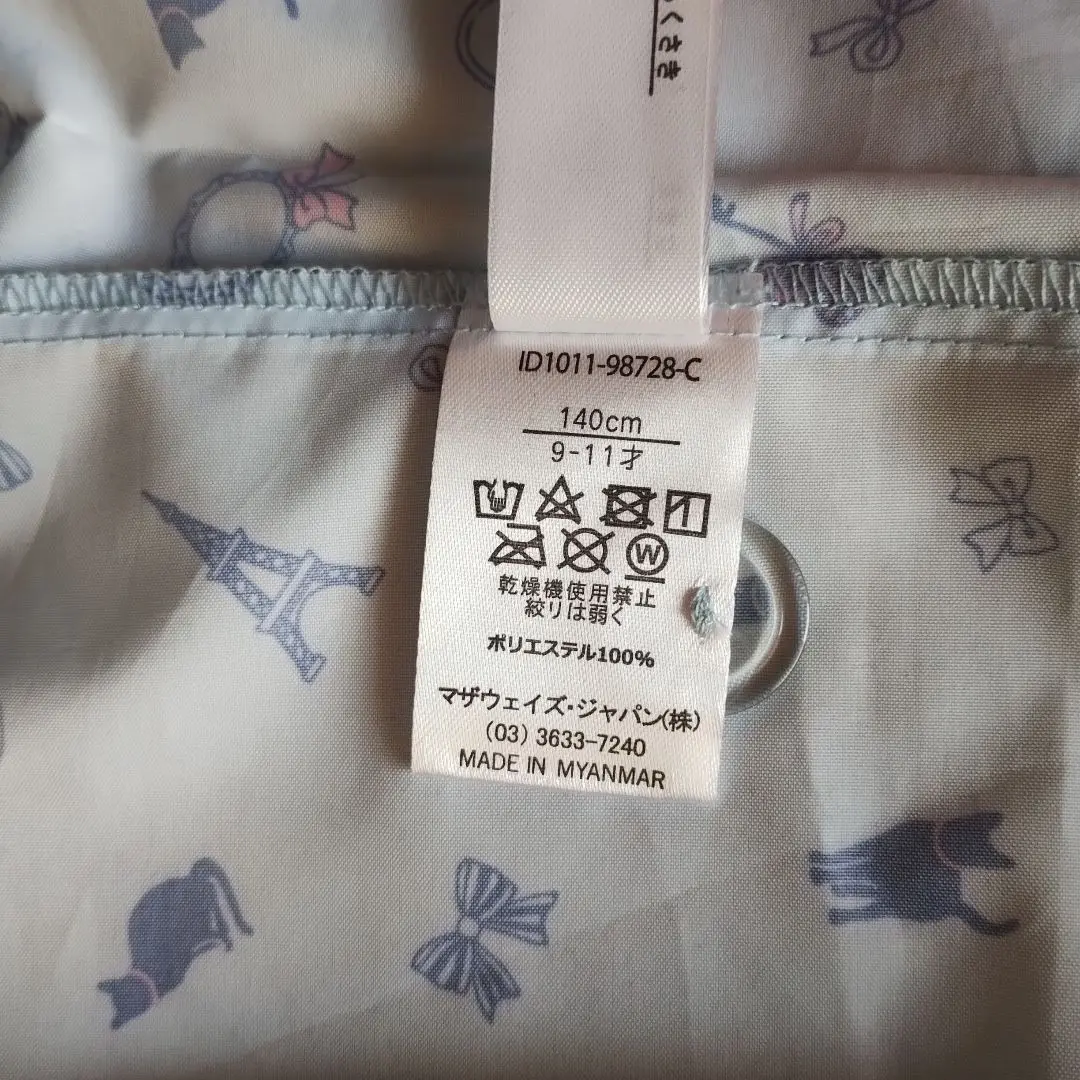 ID1011-98728-C
140cm
9-11才
W
乾燥機使用禁止
絞リは弱く
ポリエステル100%
マザウェイズ・ジャパン(株)
(03) 3633-7240
MADE IN MYANMAR